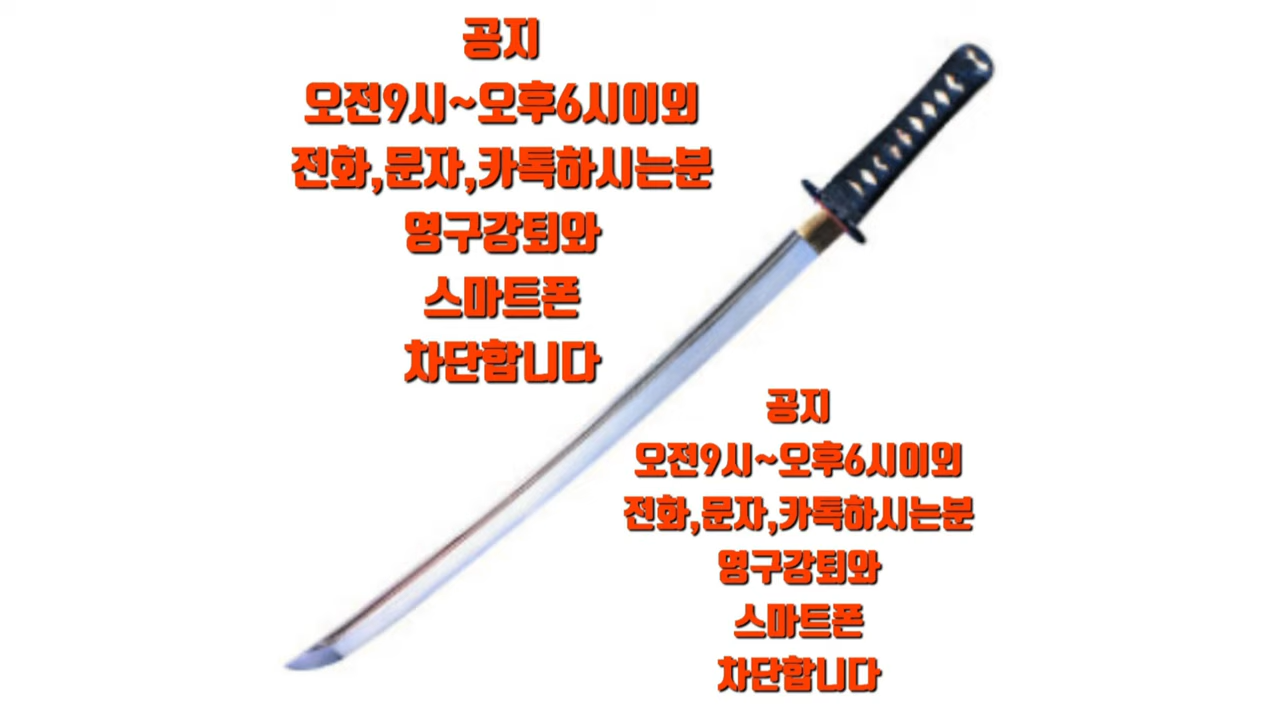 공지
오전9시~오후6시이외
전화,문자,카톡하시는분
영구강퇴와
스마트폰
차단합니다
공지
오전9시~오후6시이외
전화,문자,카톡하시는분
영구강퇴와
스마트폰
차단합니다